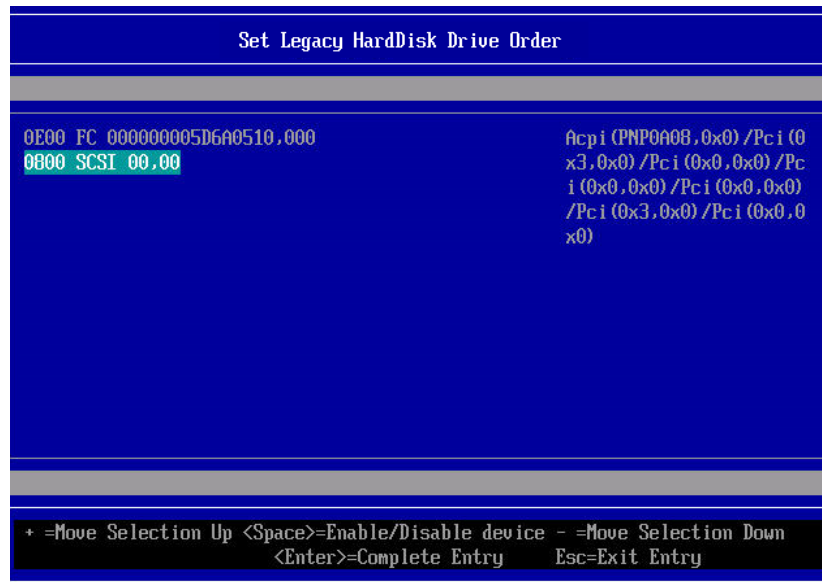 Set Legacy HardDisk Drive Order
0E00 FC 000000005D6A0510,000
0800 SCSI 00,00
Acpi(PNP0A08,0x0)/Pci(0
x3,0x0)/Pci(0x0,0x0)/Pc
i(0x0,0x0)/Pci(0x0,0x0)
/Pci(0x3,0x0)/Pci(0x0,0
x0)
+ =Move Selection Up <Space>=Enable/Disable device - =Move Selection Down
<Enter>=Complete Entry Esc=Exit Entry